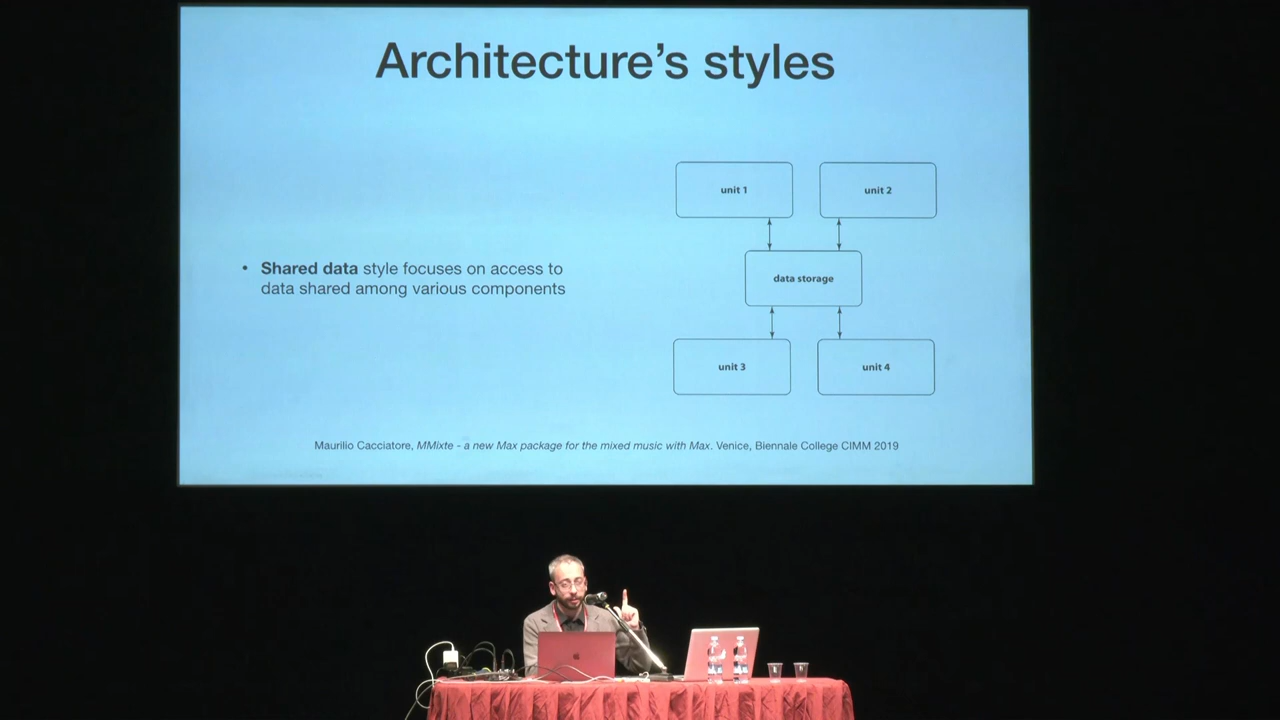 Architecture’s styles
unit 1
unit 2
• Shared data style focuses on access to
data shared among various components
data storage
unit 3
unit 4
Maurilio Cacciatore, MMixte - a new Max package for the mixed music with Max. Venice, Biennale College CIMM 2019